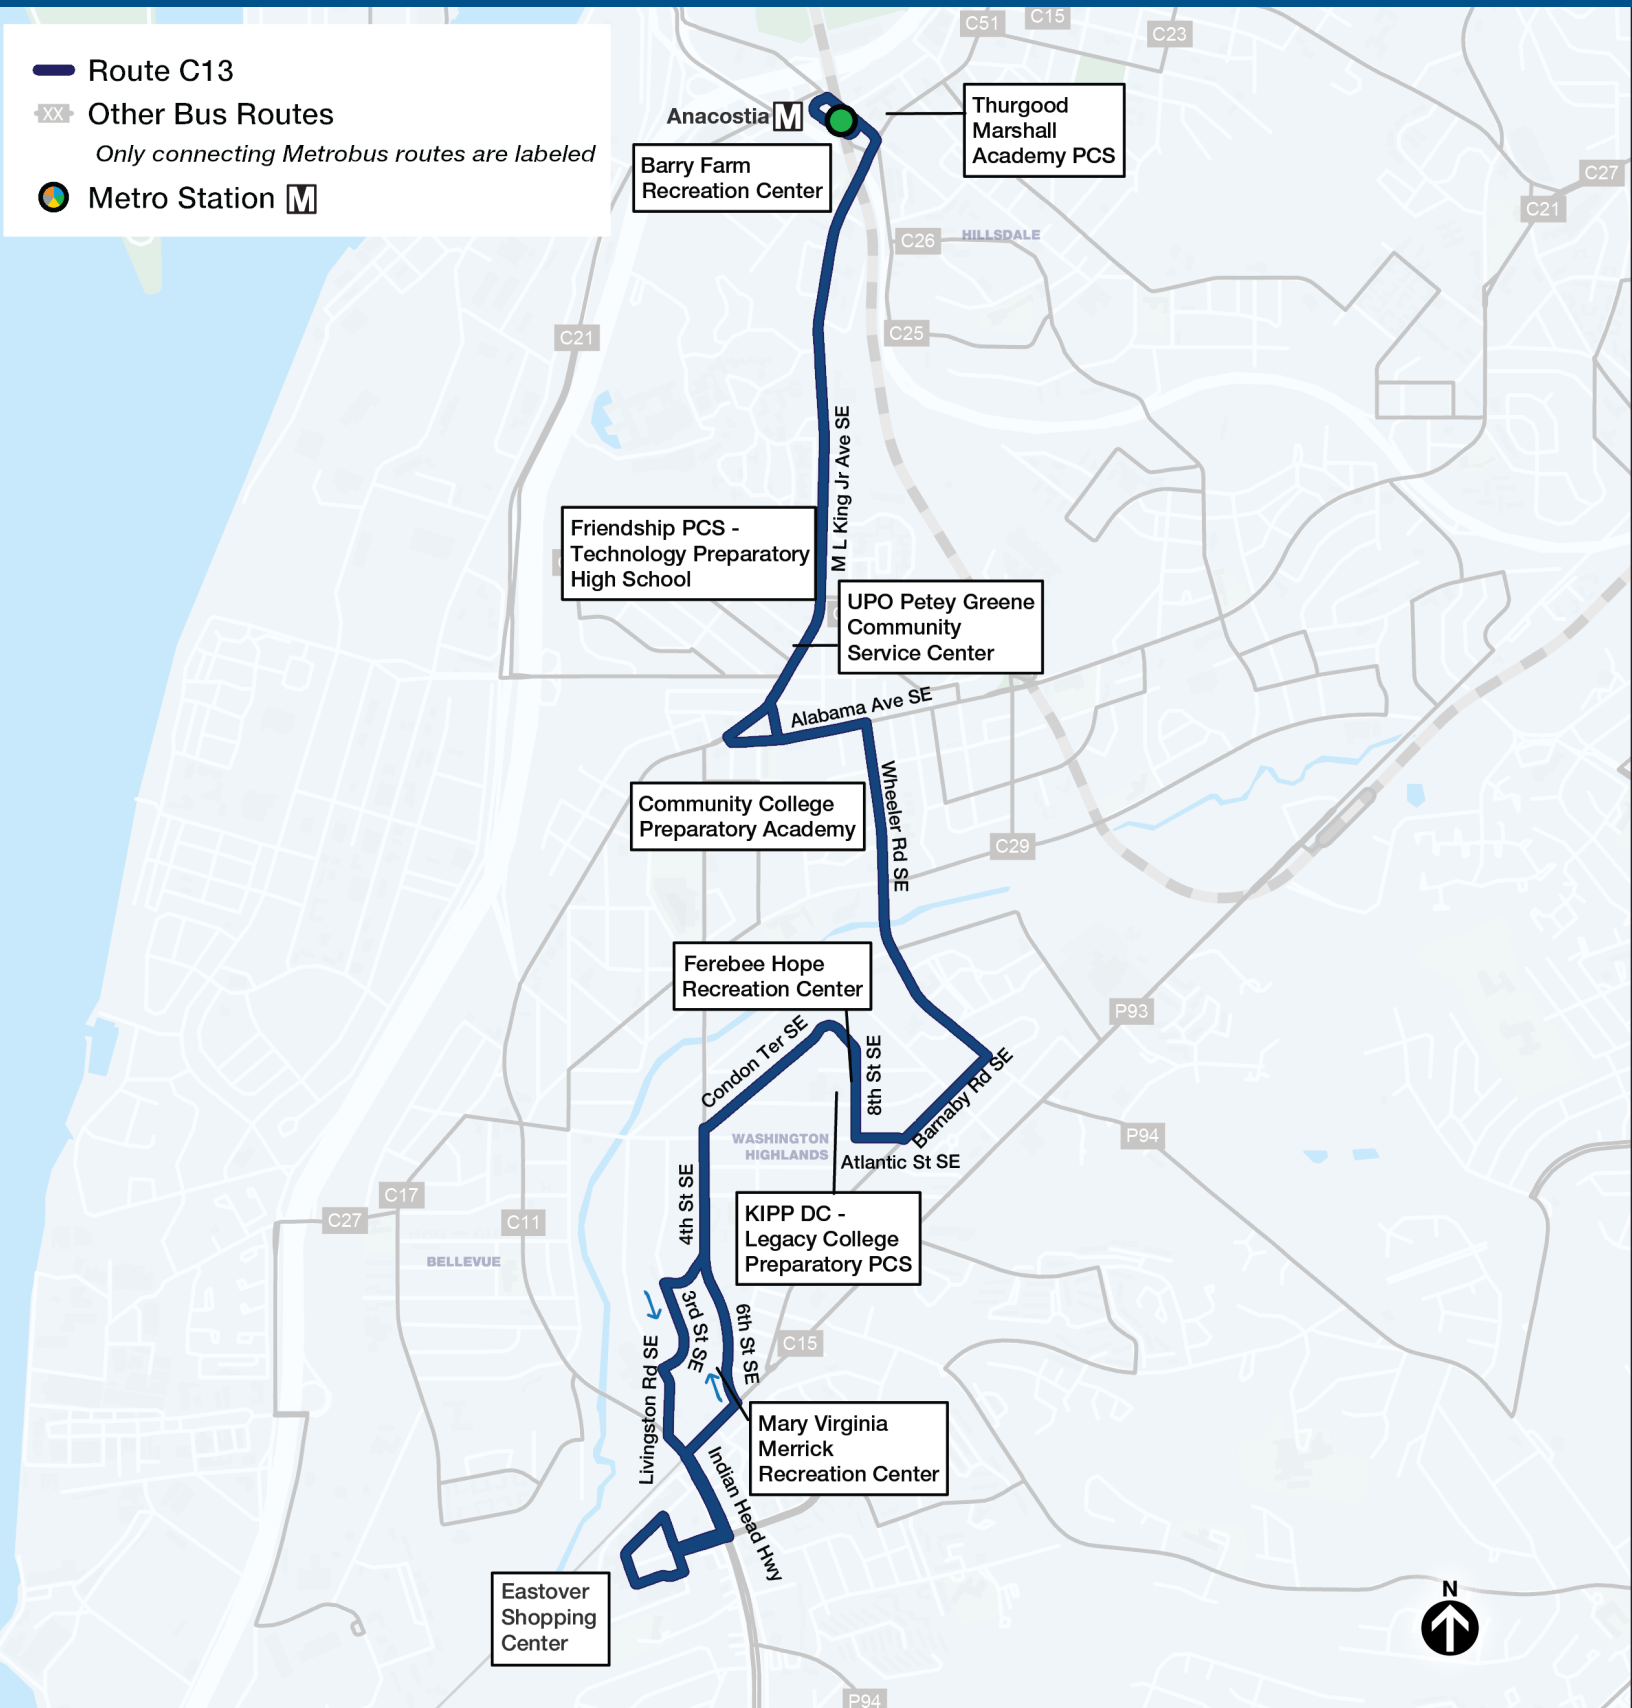 Route C13
XX
Other Bus Routes
Only connecting Metrobus routes are labeled
Metro Station M
C51
C15
C23
Anacostia M
Thurgood
Marshall
Academy PCS
Barry Farm
Recreation Center
C27
C21
C26
HILLSDALE
C21
C25
M L King Jr Ave SE
Friendship PCS -
Technology Preparatory
High School
UPO Petey Greene
Community
Service Center
Alabama Ave SE
Wheeler Rd SE
Community College
Preparatory Academy
C29
Ferebee Hope
Recreation Center
P93
Condon Ter SE
8th St SE
Barnaby Rd SE
P94
WASHINGTON
HIGHLANDS
Atlantic St SE
4th St SE
C17
C27
C11
KIPP DC -
Legacy College
Preparatory PCS
BELLEVUE
3rd St SE
6th St SE
C15
Livingston Rd SE
Mary Virginia
Merrick
Recreation Center
Indian Head Hwy
Eastover
Shopping
Center
N
P94